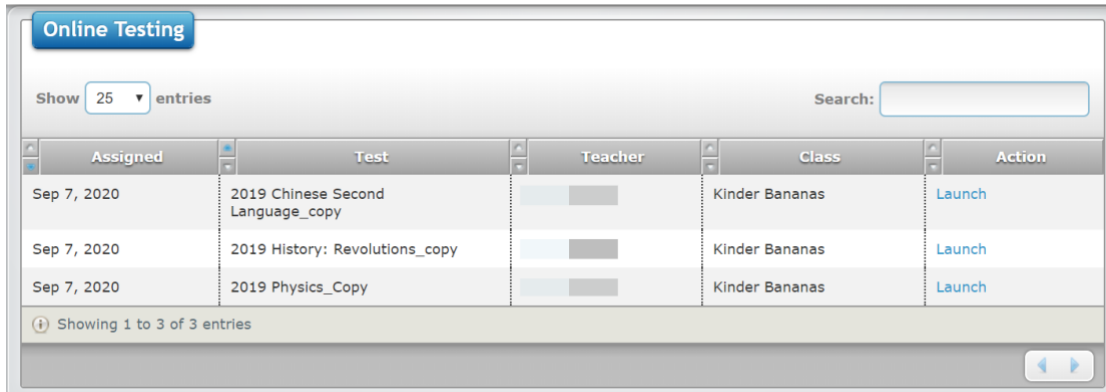 Online Testing
Show 25 entries Search:
Assigned Test Teacher Class Action
Sep 7, 2020 2019 Chinese Second Kinder Bananas Launch
Language_copy
Sep 7, 2020 2019 History: Revolutions_copy Kinder Bananas Launch
Sep 7, 2020 2019 Physics_Copy Kinder Bananas Launch
Showing 1 to 3 of 3 entries